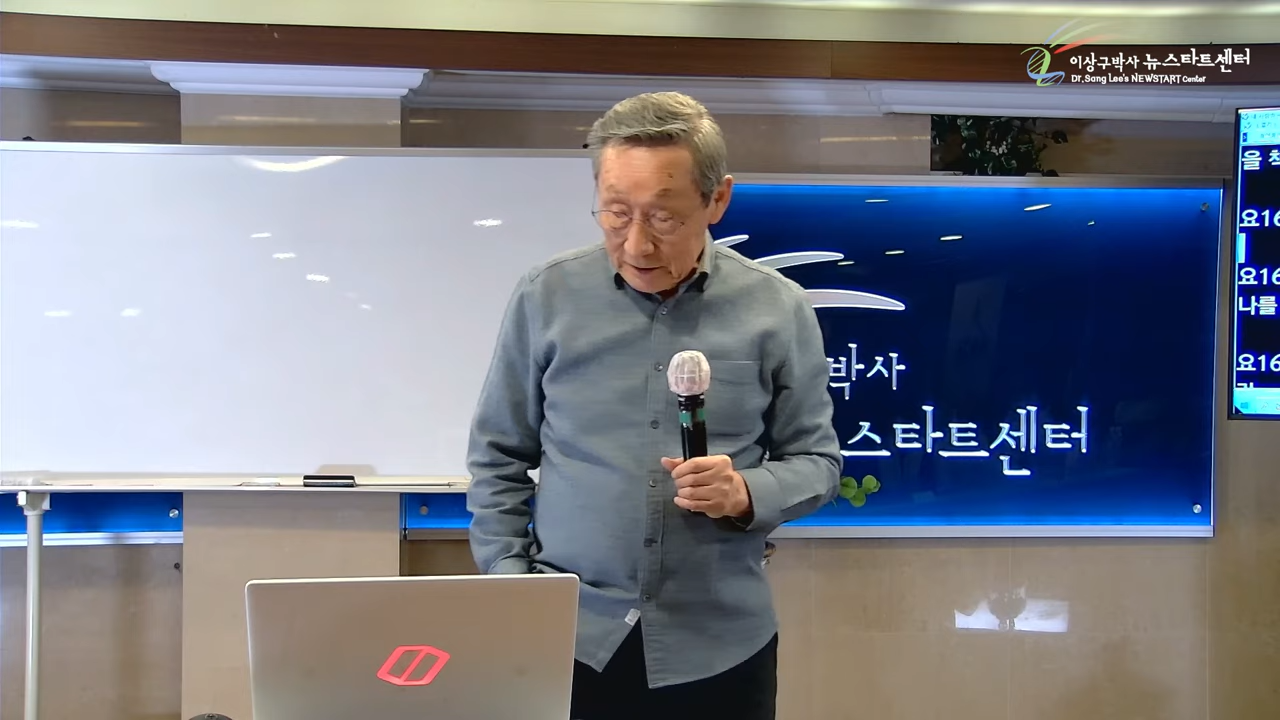 이상구박사 뉴스타트센터
Dr. Sang Lee's NEWSTART Center
을 책
요16
요16
나를
요16
박사
스타트센터